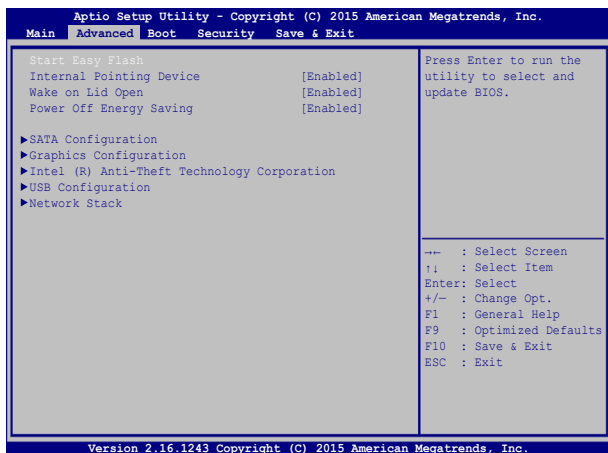 Aptio Setup Utility - Copyright (C) 2015 American Megatrends, Inc.
Main Advanced Boot Security Save & Exit
Start Easy Flash
Internal Pointing Device [Enabled]
Wake on Lid Open [Enabled]
Power Off Energy Saving [Enabled]
▶SATA Configuration
▶Graphics Configuration
▶Intel (R) Anti-Theft Technology Corporation
▶USB Configuration
▶Network Stack
Press Enter to run the
utility to select and
update BIOS.
→← : Select Screen
↑↓ : Select Item
Enter: Select
+/— : Change Opt.
F1 : General Help
F9 : Optimized Defaults
F10 : Save & Exit
ESC : Exit
Version 2.16.1243 Copyright (C) 2015 American Megatrends, Inc.